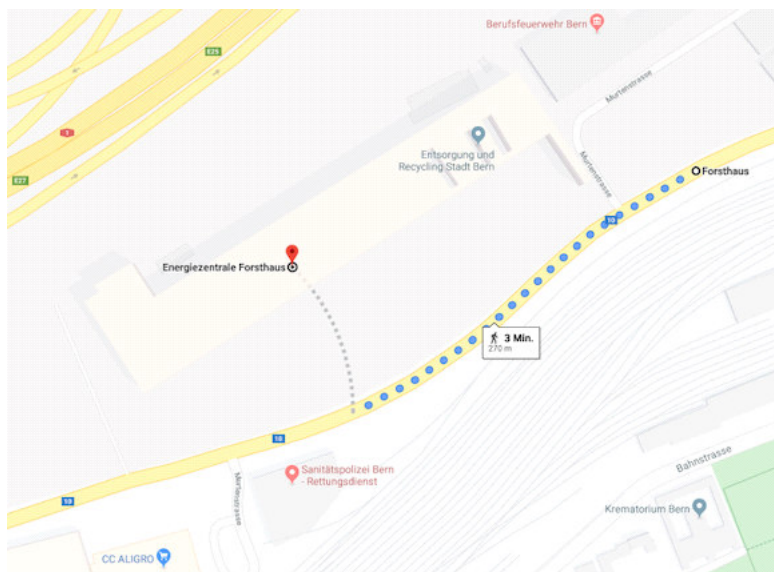 Berufsfeuerwehr Bern
E25
Murtenstrasse
1
Entsorgung und
Recycling Stadt Bern
Murtenstrasse
Forsthaus
E27
10
Energiezentrale Forsthaus
3 Min.
270 m
10
Sanitätspolizei Bern
- Rettungsdienst
Bahnstrasse
Murtenstrasse
10
Krematorium Bern
CC ALIGRO